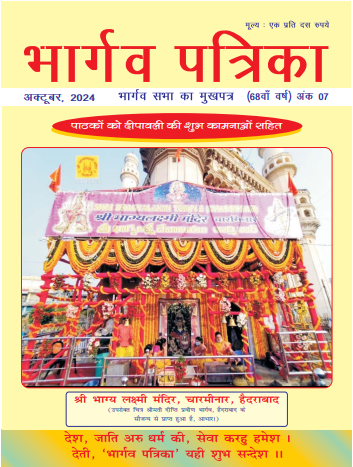 मूल्य : एक प्रति दस रुपये
भार्गव पत्रिका
अक्टूबर, 2024 भार्गव सभा का मुखपत्र (68वाँ वर्ष) अंक 07
पाठकों को दीपावली की शुभ कामनाओं सहित
श्री भाग्यलक्ष्मी मंदिर चारमीनार
श्री भाग्य लक्ष्मी मंदिर, चारमीनार, हैदराबाद
(उपरोक्त चित्र श्रीमती दीप्ति प्रवीण भार्गव, हैदराबाद के
सौजन्य से प्राप्त हुआ है, आभार।)
देश, जाति अरु धर्म की, सेवा करहु हमेश ।
देती, ‘भार्गव पत्रिका’ यही शुभ सन्देश ।।